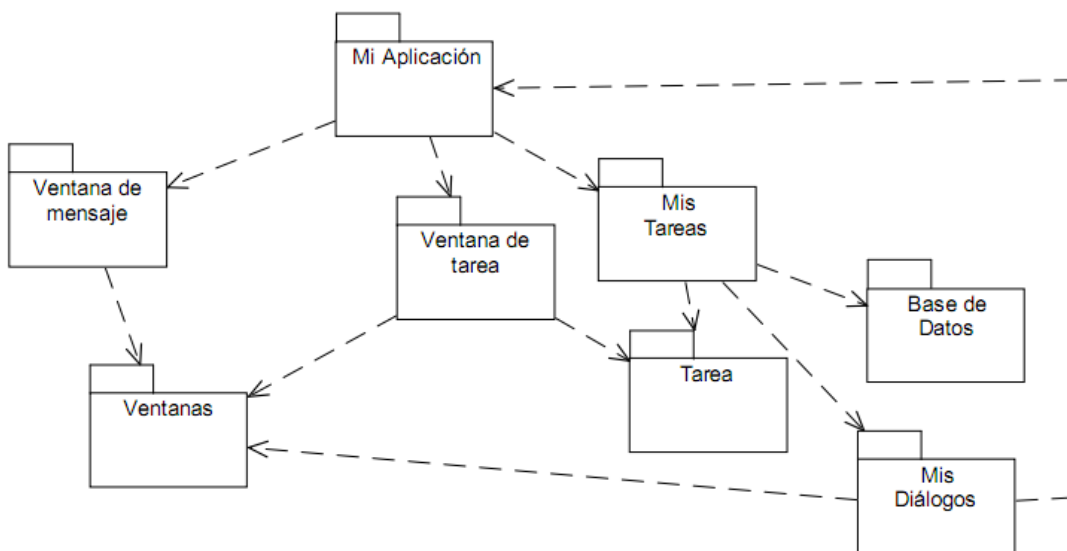 Mi Aplicación
Ventana de
mensaje
Ventana de
tarea
Mis
Tareas
Base de
Datos
Ventanas
Tarea
Mis
Diálogos